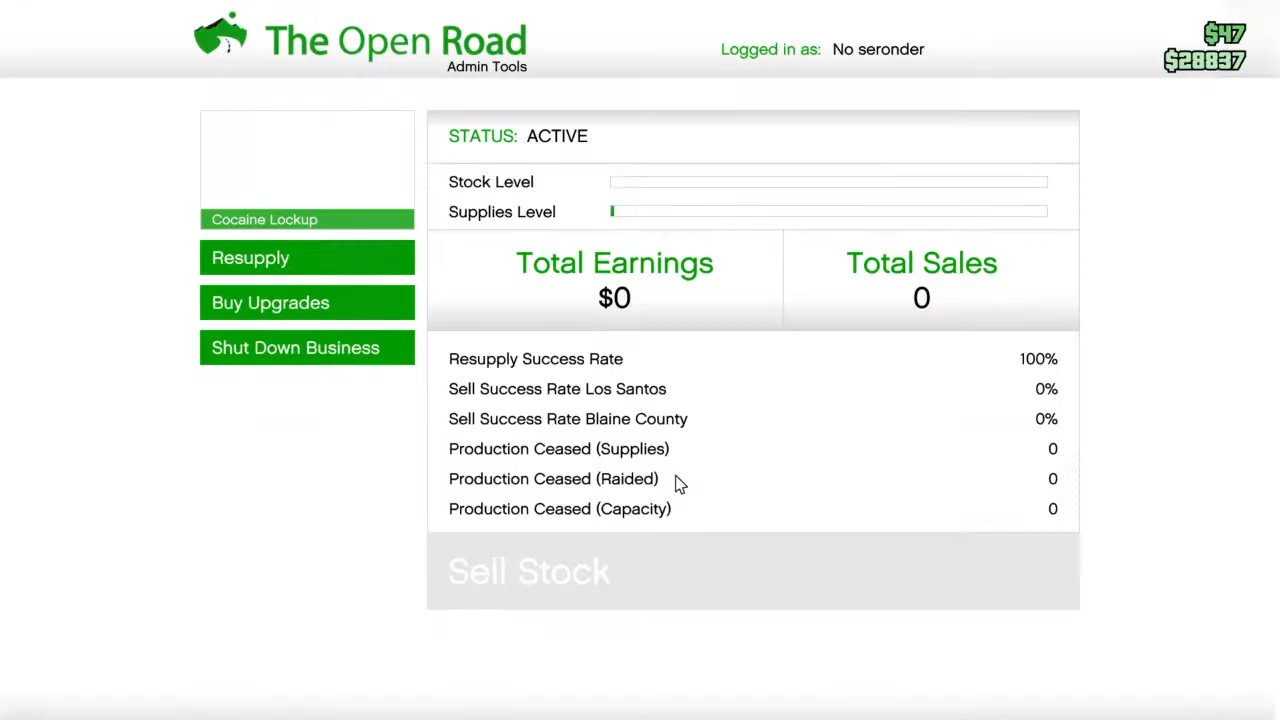 The Open Road
Admin Tools
Logged in as: No seronder
$47
$28837
Cocaine Lockup
Resupply
Buy Upgrades
Shut Down Business
STATUS: ACTIVE
Stock Level
Supplies Level
Total Earnings
$0
Total Sales
0
Resupply Success Rate 100%
Sell Success Rate Los Santos 0%
Sell Success Rate Blaine County 0%
Production Ceased (Supplies) 0
Production Ceased (Raided) 0
Production Ceased (Capacity) 0
Sell Stock